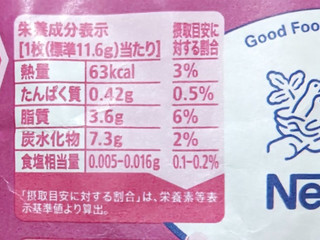 栄養成分表示
[1枚(標準11.6g)当たり]
摂取目安に
対する割合
熱量 63kcal 3%
たんぱく質 0.42g 0.5%
脂質 3.6g 6%
炭水化物 7.3g 2%
食塩相当量 0.005-0.016g 0.1-0.2%
「摂取目安に対する割合」は、栄養素等表
示基準値より算出。
Good Foo
Ne